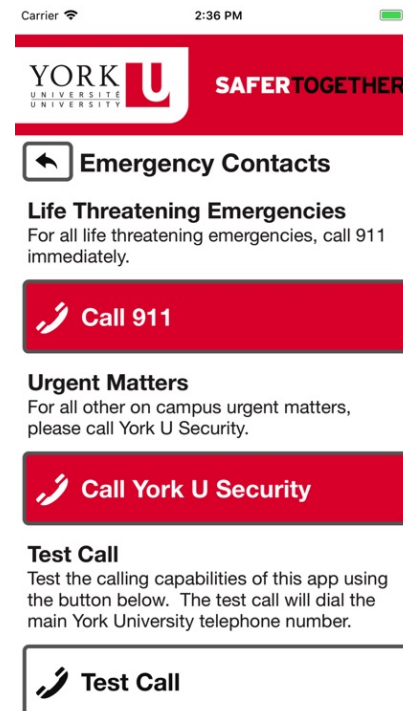 Carrier 2:36 PM
YORK U
UNIVERSITÉ
UNIVERSITY
SAFERTOGETHER
Emergency Contacts
Life Threatening Emergencies
For all life threatening emergencies, call 911
immediately.
Call 911
Urgent Matters
For all other on campus urgent matters,
please call York U Security.
Call York U Security
Test Call
Test the calling capabilities of this app using
the button below.  The test call will dial the
main York University telephone number.
Test Call